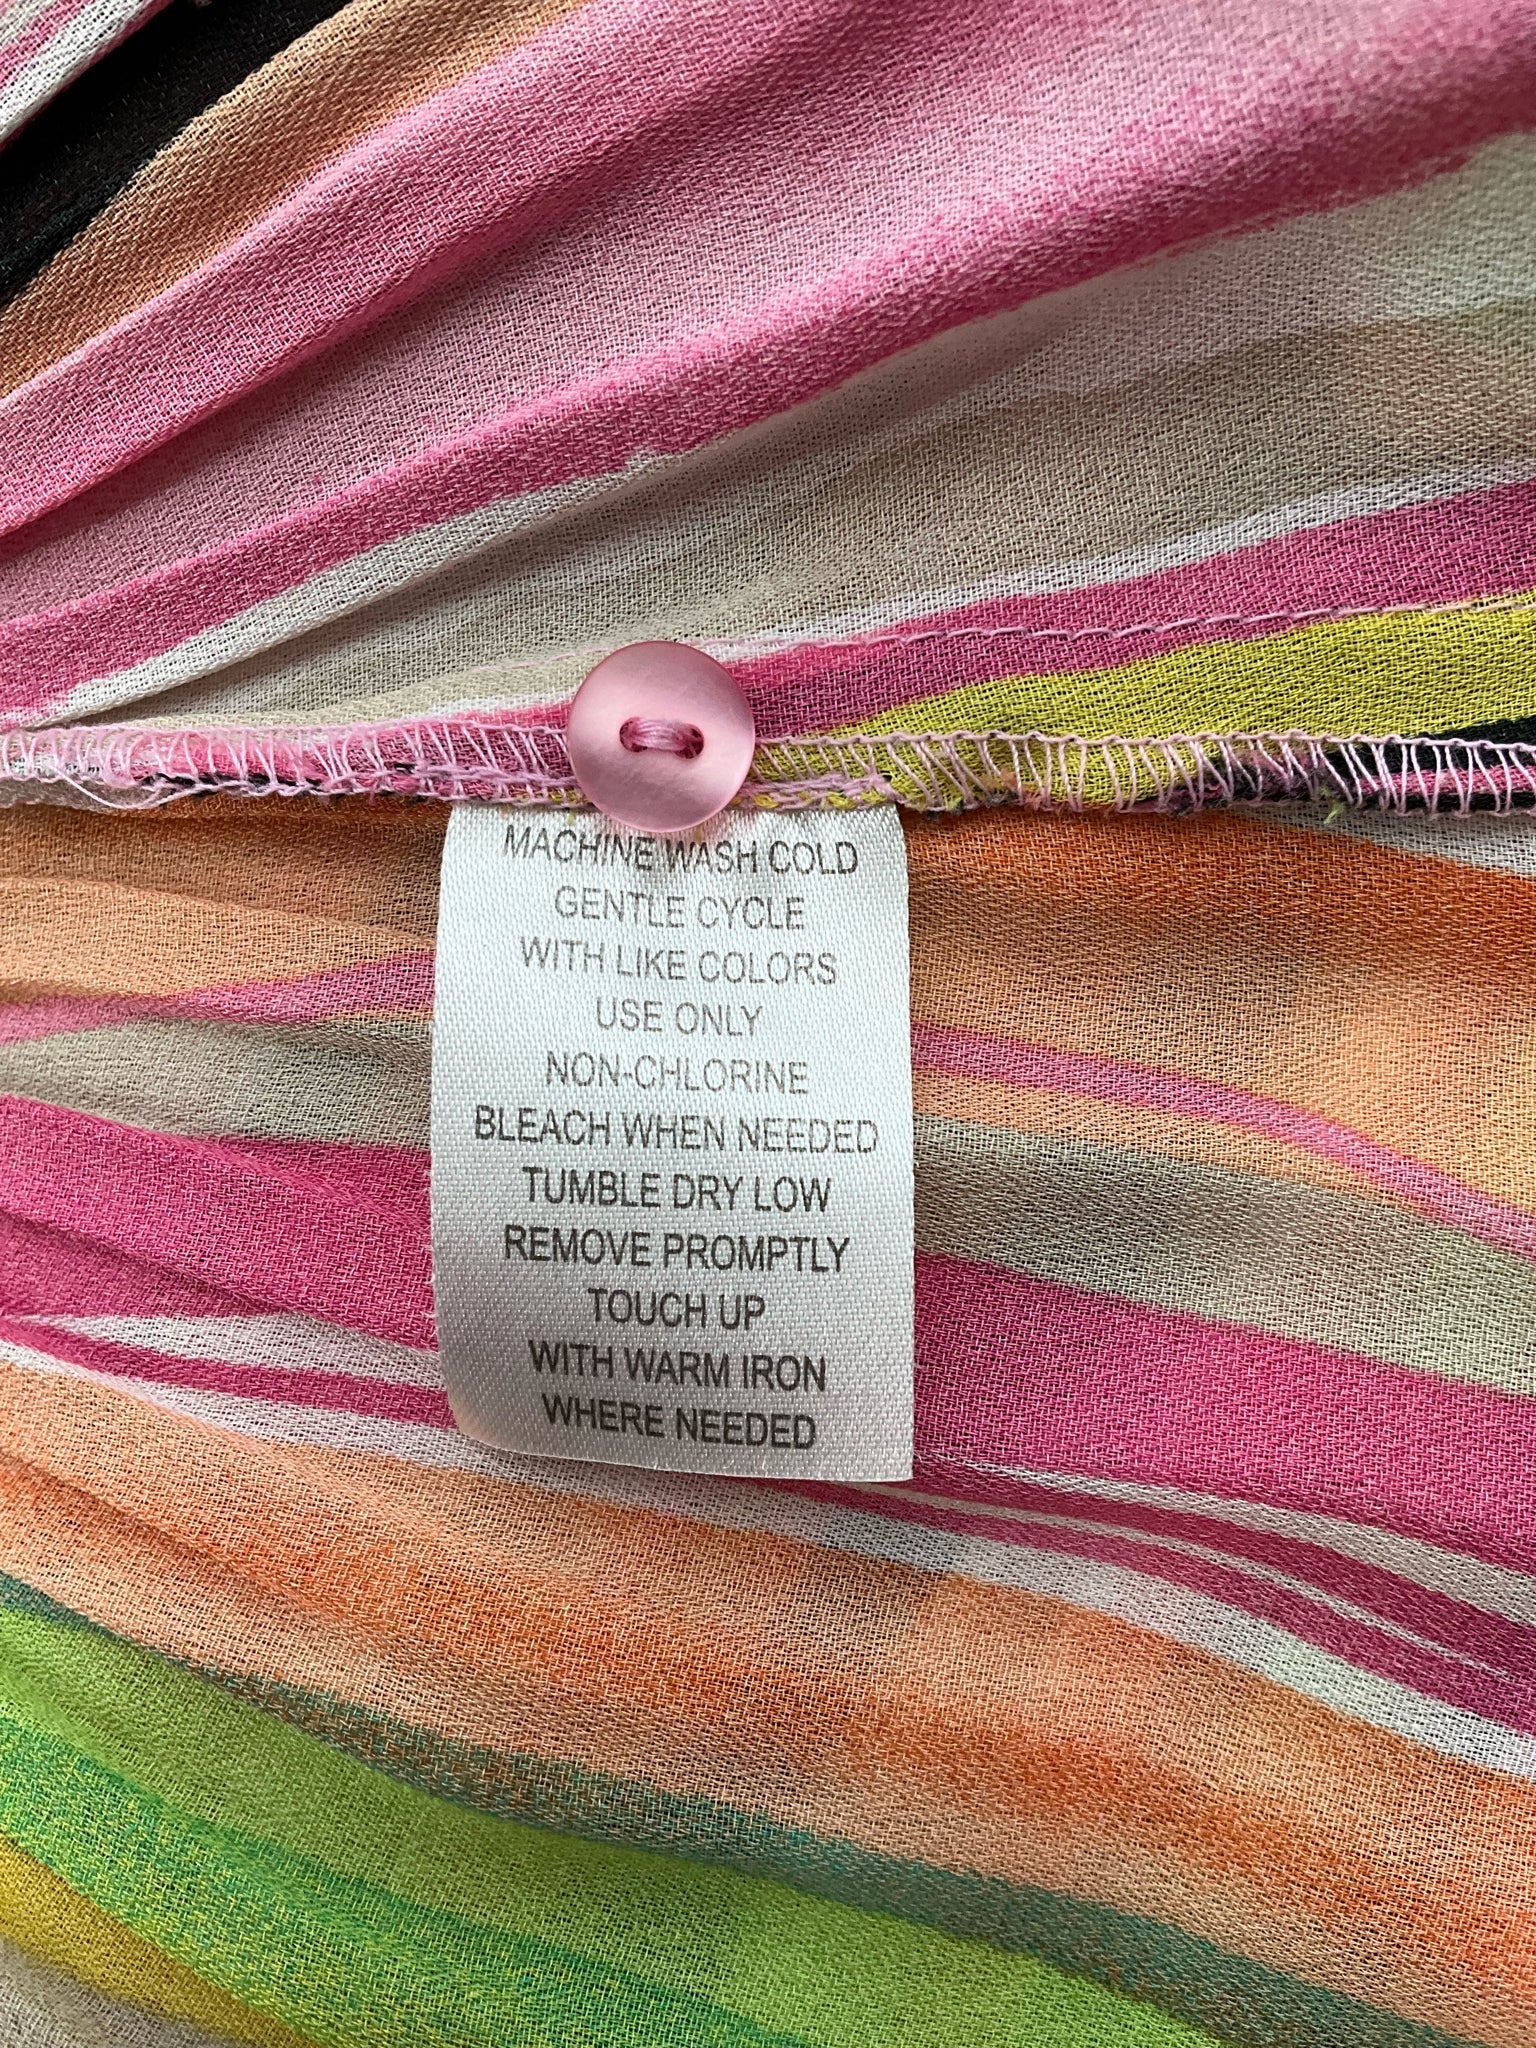 MACHINE WASH COLD
GENTLE CYCLE
WITH LIKE COLORS
USE ONLY
NON-CHLORINE
BLEACH WHEN NEEDED
TUMBLE DRY LOW
REMOVE PROMPTLY
TOUCH UP
WITH WARM IRON
WHERE NEEDED